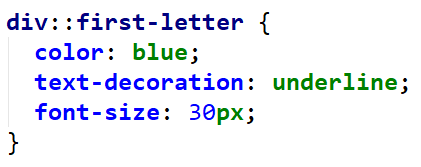 div::first-letter {
  color: blue;
  text-decoration: underline;
  font-size: 30px;
}